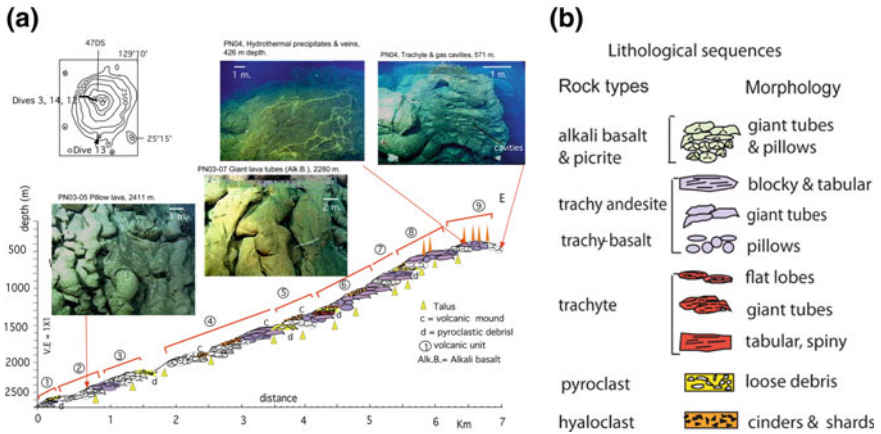 (a)
47DS
129°10'
1000
Dives 3, 14, 12
25°15'
Dive 13
PN04, Hydrothermal precipitates & veins,
426 m depth.
1 m.
PN04, Trachyte & gas cavities, 571 m.
1 m.
cavities
PN03-05 Pillow lava, 2411 m.
1 m.
PN03-07 Giant lava tubes (Alk.B.), 2280 m.
2 m.
depth (m)
500
1000
1500
2000
2500
V.E = 1X1
E
1 2 3 4 5 6 7 8 9
c
d
Talus
c = volcanic mound
d = pyroclastic debrisl
1 volcanic unit
Alk.B.= Alkali basalt
0 1 2 3 4 5 6 7
distance
Km
(b)
Lithological sequences
Rock types Morphology
alkali basalt
& picrite
giant tubes
& pillows
trachy andesite
trachy-basalt
blocky & tabular
giant tubes
pillows
trachyte
flat lobes
giant tubes
tabular, spiny
pyroclast loose debris
hyaloclast cinders & shards